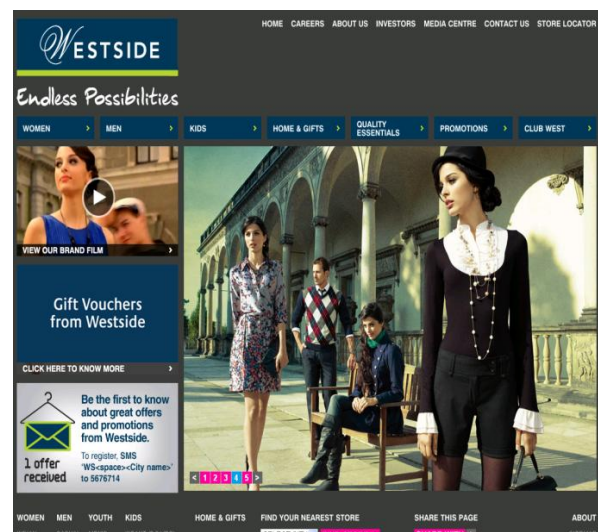 WESTSIDE
Endless Possibilities
HOME CAREERS ABOUT US INVESTORS MEDIA CENTRE CONTACT US STORE LOCATOR
WOMEN > MEN > KIDS > HOME & GIFTS > QUALITY ESSENTIALS > PROMOTIONS > CLUB WEST >
VIEW OUR BRAND FILM >
Gift Vouchers
from Westside
CLICK HERE TO KNOW MORE >
1 offer
received
Be the first to know
about great offers
and promotions
from Westside.
To register, SMS
'WS<space><City name>'
to 5676714
< 1 2 3 4 5 >
WOMEN MEN YOUTH KIDS HOME & GIFTS FIND YOUR NEAREST STORE SHARE THIS PAGE ABOUT